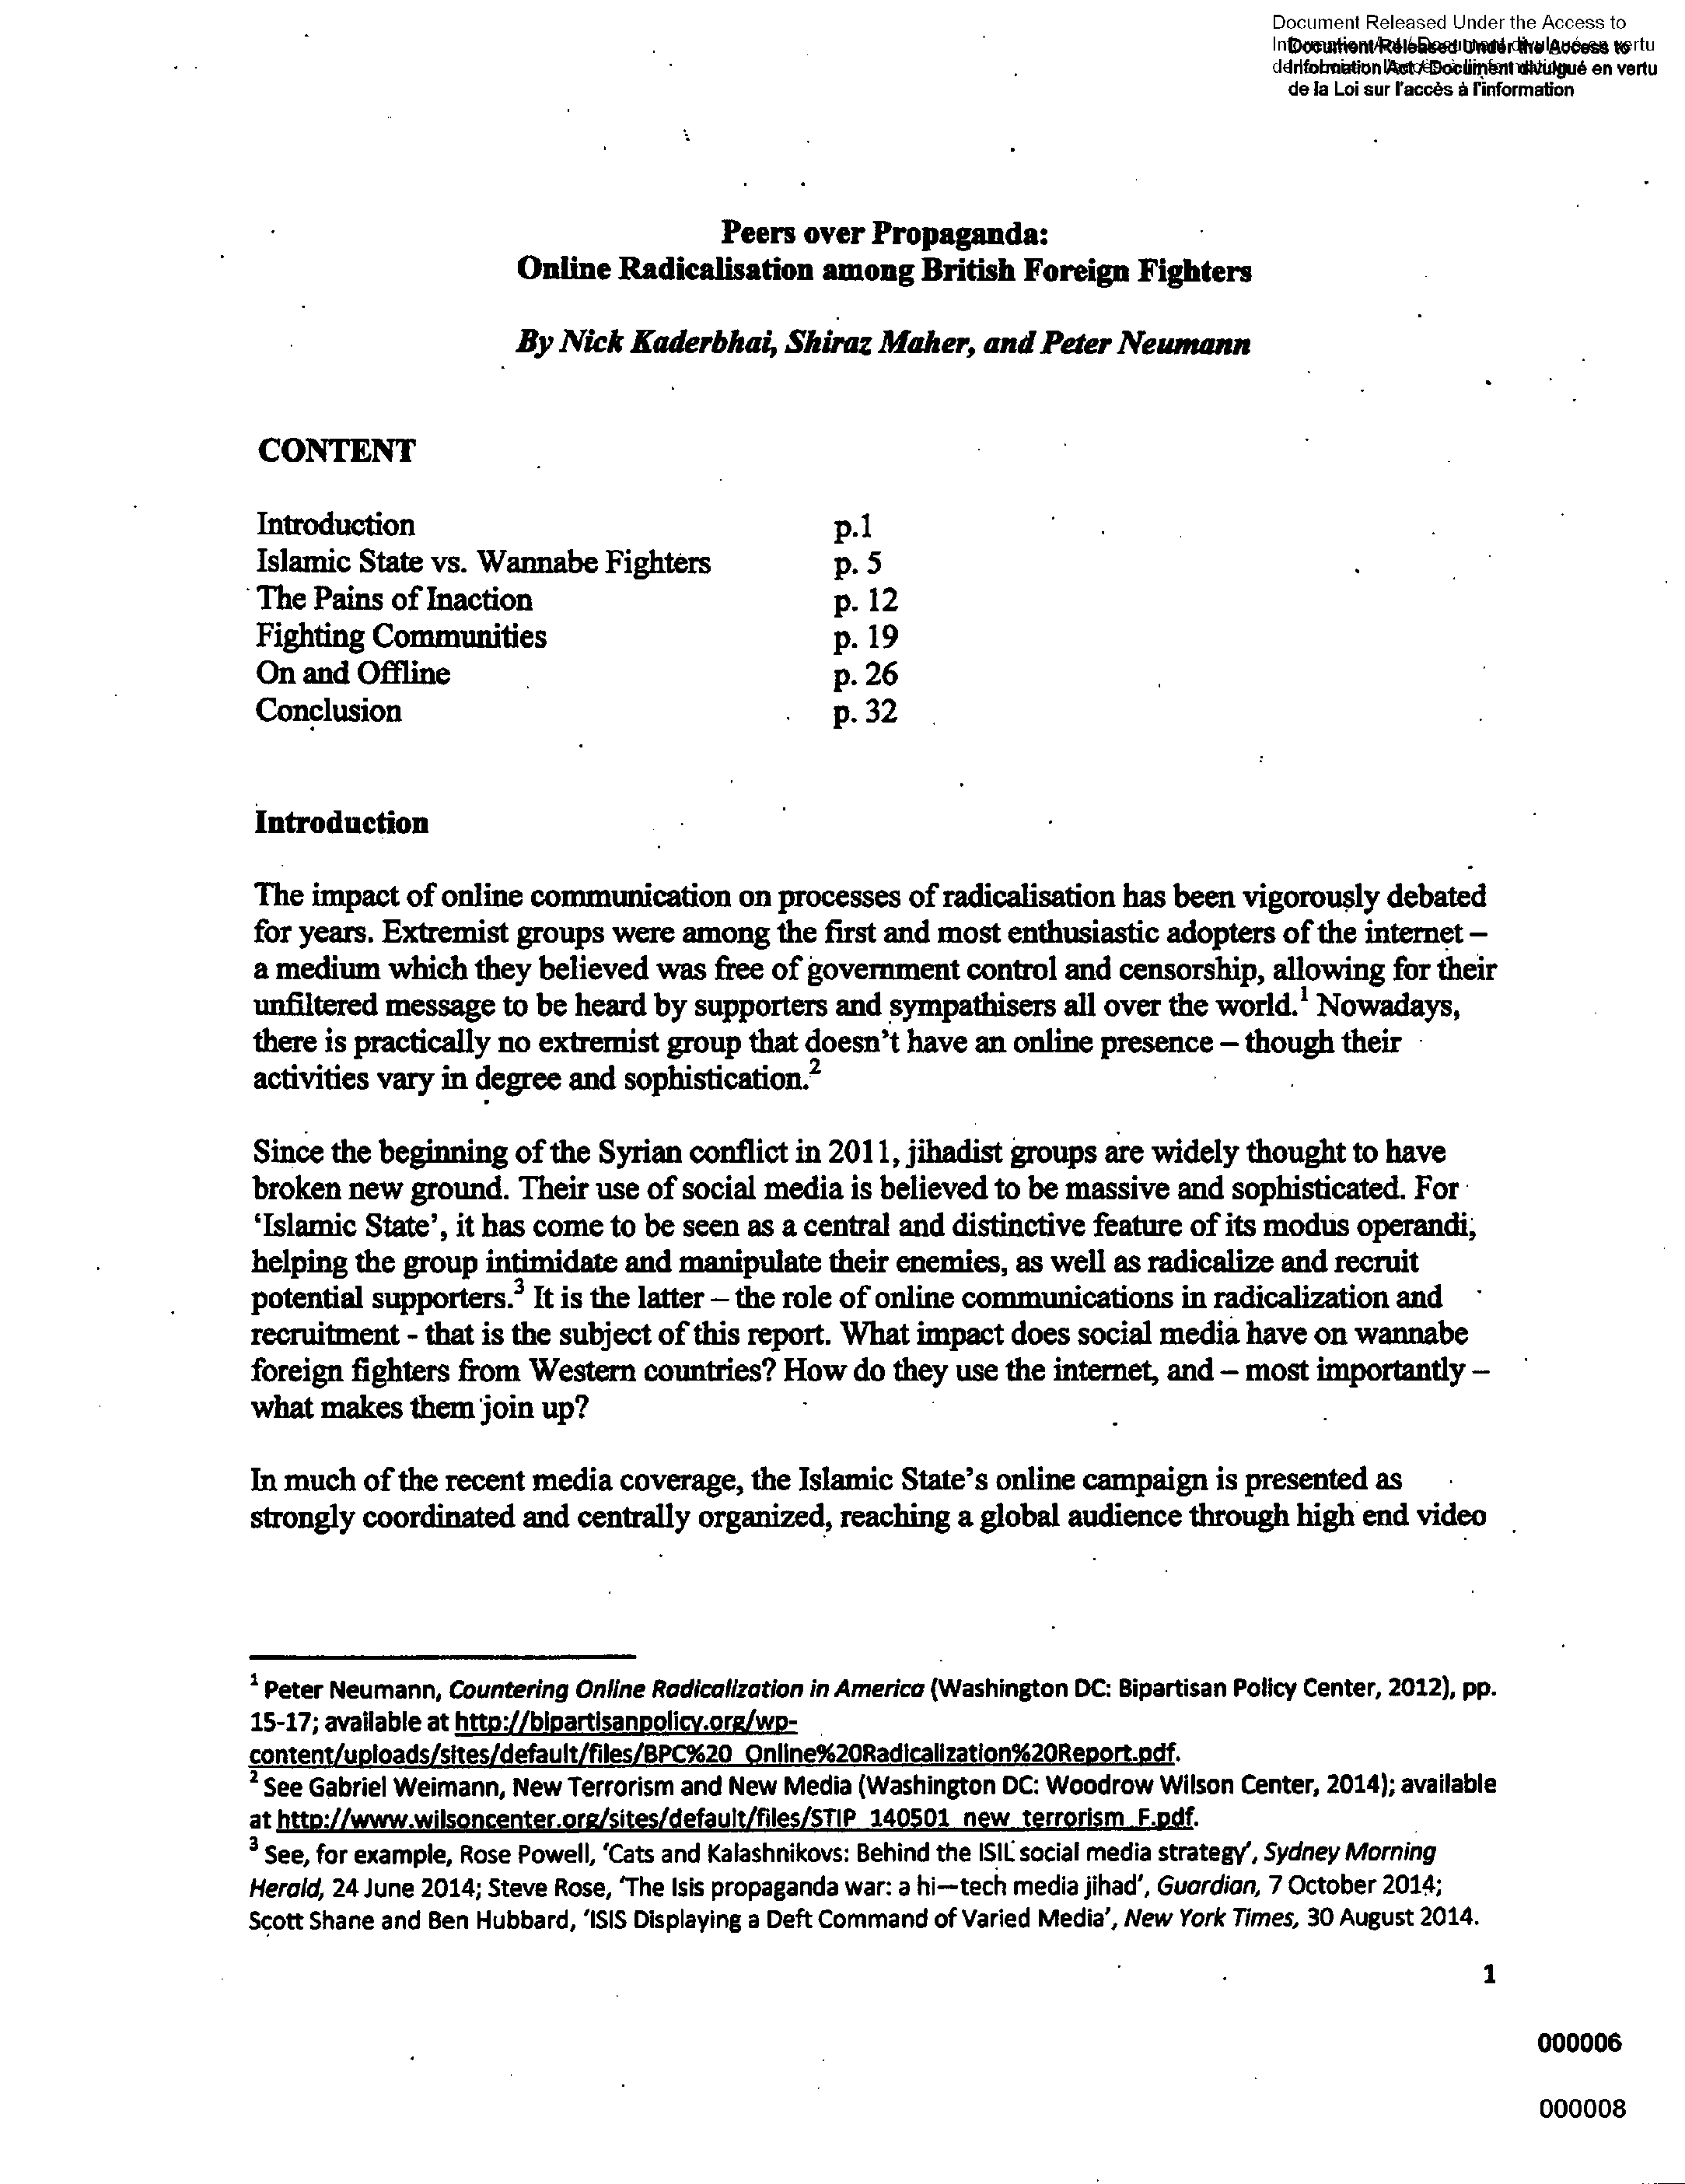 Document Released Under the Access to
Document Released Under the Access to
Information Act / Document divulgué en vertu
de la Loi sur l'accès à l'information
Peers over Propaganda:
Online Radicalisation among British Foreign Fighters
By Nick Kaderbhai, Shiraz Maher, and Peter Neumann
CONTENT
Introduction p.1
Islamic State vs. Wannabe Fighters p. 5
The Pains of Inaction p. 12
Fighting Communities p. 19
On and Offline p. 26
Conclusion p. 32
Introduction
The impact of online communication on processes of radicalisation has been vigorously debated
for years. Extremist groups were among the first and most enthusiastic adopters of the internet –
a medium which they believed was free of government control and censorship, allowing for their
unfiltered message to be heard by supporters and sympathisers all over the world.1 Nowadays,
there is practically no extremist group that doesn't have an online presence – though their
activities vary in degree and sophistication.2
Since the beginning of the Syrian conflict in 2011, jihadist groups are widely thought to have
broken new ground. Their use of social media is believed to be massive and sophisticated. For
'Islamic State', it has come to be seen as a central and distinctive feature of its modus operandi,
helping the group intimidate and manipulate their enemies, as well as radicalize and recruit
potential supporters.3 It is the latter – the role of online communications in radicalization and
recruitment - that is the subject of this report. What impact does social media have on wannabe
foreign fighters from Western countries? How do they use the internet, and – most importantly –
what makes them join up?
In much of the recent media coverage, the Islamic State's online campaign is presented as
strongly coordinated and centrally organized, reaching a global audience through high end video
1 Peter Neumann, Countering Online Radicalization in America (Washington DC: Bipartisan Policy Center, 2012), pp.
15-17; available at http://bipartisanpolicy.org/wp-
content/uploads/sites/default/files/BPC%20_Online%20Radicalization%20Report.pdf.
2 See Gabriel Weimann, New Terrorism and New Media (Washington DC: Woodrow Wilson Center, 2014); available
at http://www.wilsoncenter.org/sites/default/files/STIP_140501_new_terrorism_F.pdf.
3 See, for example, Rose Powell, 'Cats and Kalashnikovs: Behind the ISIL social media strategy', Sydney Morning
Herald, 24 June 2014; Steve Rose, 'The Isis propaganda war: a hi—tech media jihad', Guardian, 7 October 2014;
Scott Shane and Ben Hubbard, 'ISIS Displaying a Deft Command of Varied Media', New York Times, 30 August 2014.
1
000006
000008